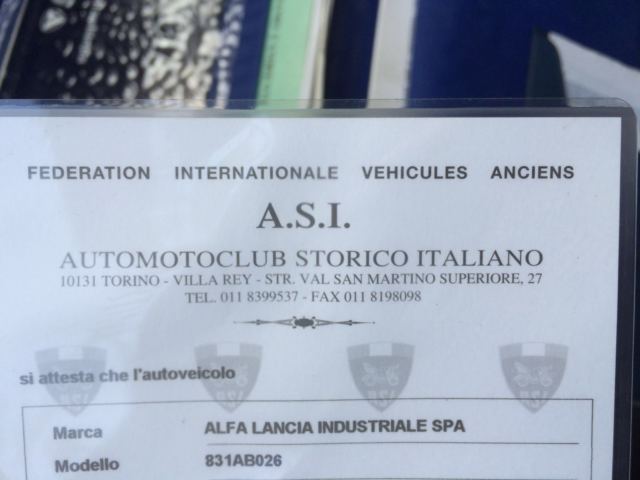 FEDERATION INTERNATIONALE VEHICULES ANCIENS
A.S.I.
AUTOMOTOCLUB STORICO ITALIANO
10131 TORINO - VILLA REY - STR. VAL SAN MARTINO SUPERIORE, 27
TEL. 011 8399537 - FAX 011 8198098
si attesta che l'autoveicolo
A.S.I. A.S.I. A.S.I. A.S.I.
Marca ALFA LANCIA INDUSTRIALE SPA
Modello 831AB026